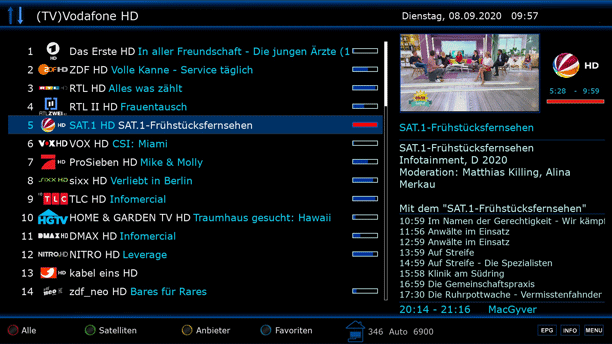 (TV)Vodafone HD
Dienstag, 08.09.2020 09:57
1 Das Erste HD In aller Freundschaft - Die jungen Ärzte (1
2 ZDF HD Volle Kanne - Service täglich
3 RTL HD Alles was zählt
4 RTL II HD Frauentausch
5 SAT.1 HD SAT.1-Frühstücksfernsehen
6 VOX HD CSI: Miami
7 ProSieben HD Mike & Molly
8 sixx HD Verliebt in Berlin
9 TLC HD Infomercial
10 HOME & GARDEN TV HD Traumhaus gesucht: Hawaii
11 DMAX HD Infomercial
12 NITRO HD Leverage
13 kabel eins HD
14 zdf_neo HD Bares für Rares
HD
5:28 - 9:59
SAT.1-Frühstücksfernsehen
SAT.1-Frühstücksfernsehen
Infotainment, D 2020
Moderation: Matthias Killing, Alina
Merkau
Mit dem "SAT.1-Frühstücksfernsehen"
10:59 Im Namen der Gerechtigkeit - Wir kämpf
11:56 Anwälte im Einsatz
12:59 Anwälte im Einsatz
13:59 Auf Streife
14:59 Auf Streife - Die Spezialisten
15:58 Klinik am Südring
16:59 Die Gemeinschaftspraxis
17:30 Die Ruhrpottwache - Vermisstenfahnder
20:14 - 21:16 MacGyver
Alle Satelliten Anbieter Favoriten 346 Auto 6900 EPG INFO MENU